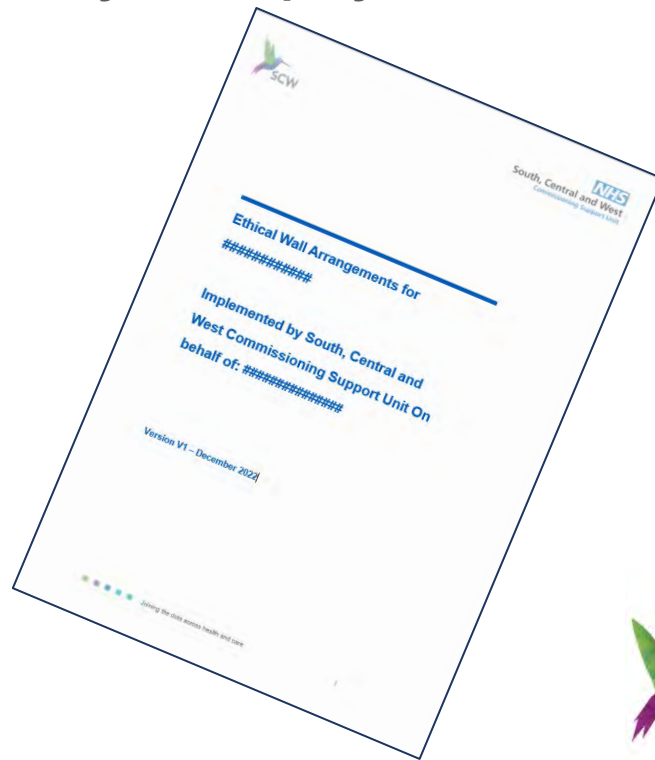 SCW
South, Central and West
NHS
Commissioning Support Unit
Ethical Wall Arrangements for
############
Implemented by South, Central and
West Commissioning Support Unit On
behalf of: ###############
Version V1 – December 2022
Joining the dots across health and care